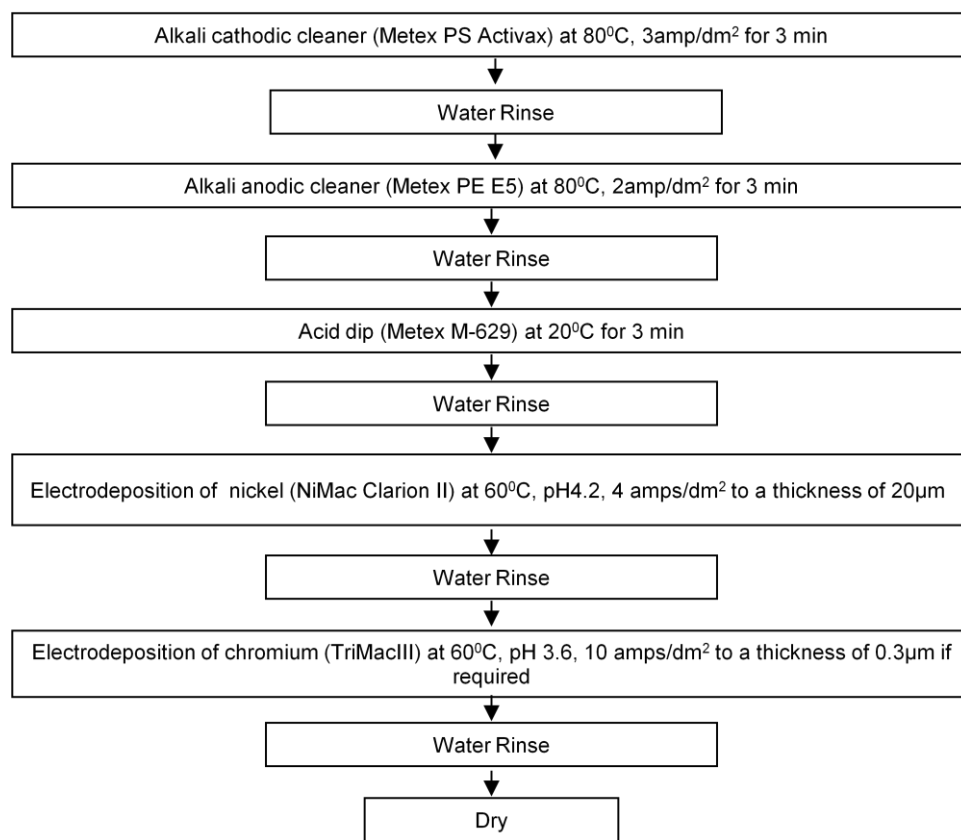 Alkali cathodic cleaner (Metex PS Activax) at 80⁰C, 3amp/dm² for 3 min
Water Rinse
Alkali anodic cleaner (Metex PE E5) at 80⁰C, 2amp/dm² for 3 min
Water Rinse
Acid dip (Metex M-629) at 20⁰C for 3 min
Water Rinse
Electrodeposition of  nickel (NiMac Clarion II) at 60⁰C, pH4.2, 4 amps/dm² to a thickness of 20µm
Water Rinse
Electrodeposition of chromium (TriMacIII) at 60⁰C, pH 3.6, 10 amps/dm² to a thickness of 0.3µm if
required
Water Rinse
Dry